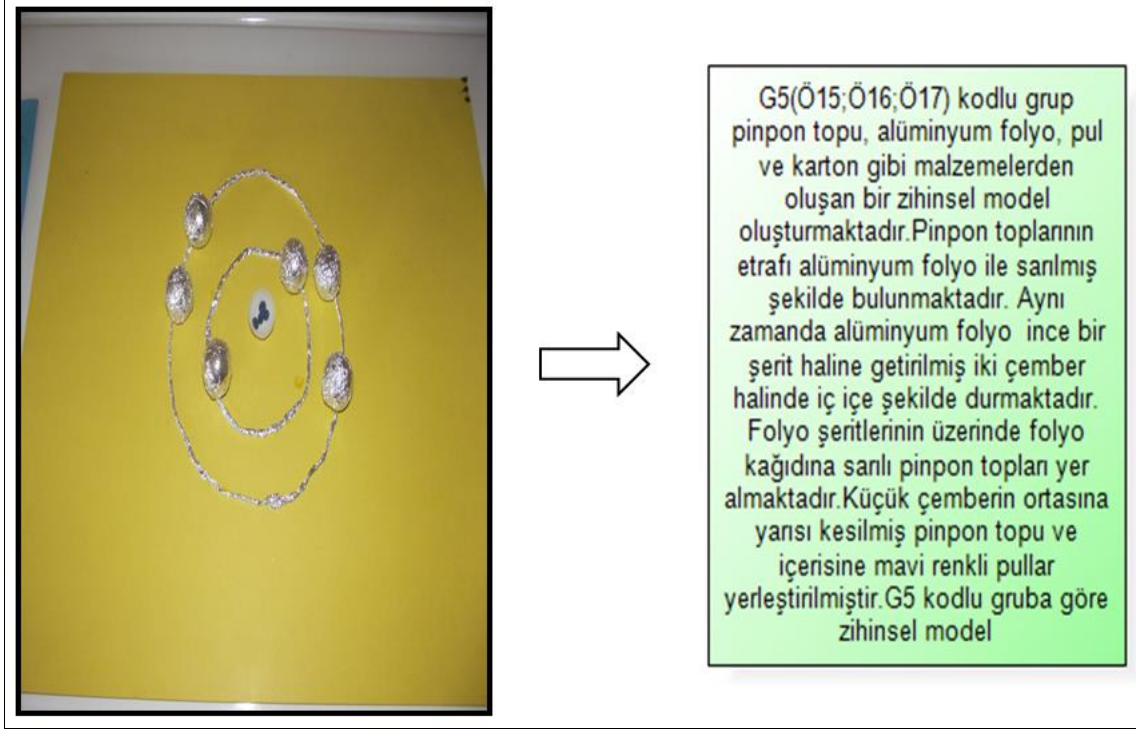 G5(Ö15;Ö16;Ö17) kodlu grup
pinpon topu, alüminyum folyo, pul
ve karton gibi malzemelerden
oluşan bir zihinsel model
oluşturmaktadır.Pinpon toplarının
etrafı alüminyum folyo ile sarılmış
şekilde bulunmaktadır. Aynı
zamanda alüminyum folyo ince bir
şerit haline getirilmiş iki çember
halinde iç içe şekilde durmaktadır.
Folyo şeritlerinin üzerinde folyo
kağıdına sarılı pinpon topları yer
almaktadır.Küçük çemberin ortasına
yarısı kesilmiş pinpon topu ve
içerisine mavi renkli pullar
yerleştirilmiştir.G5 kodlu gruba göre
zihinsel model